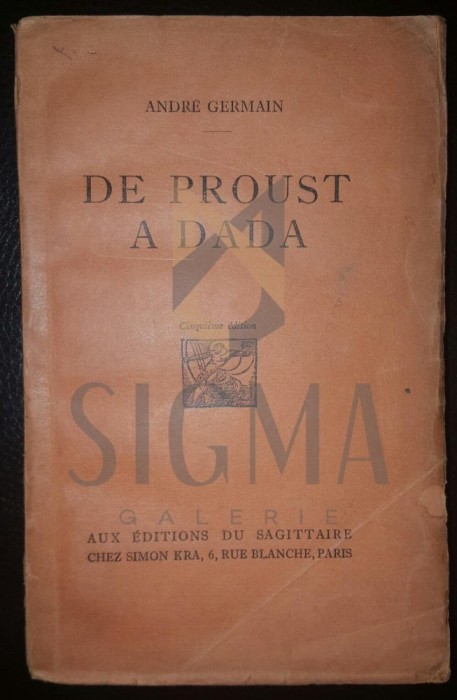 ANDRÉ GERMAIN
DE PROUST
A DADA
Cinquième édition
SIGMA
GALERIE
AUX ÉDITIONS DU SAGITTAIRE
CHEZ SIMON KRA, 6, RUE BLANCHE, PARIS